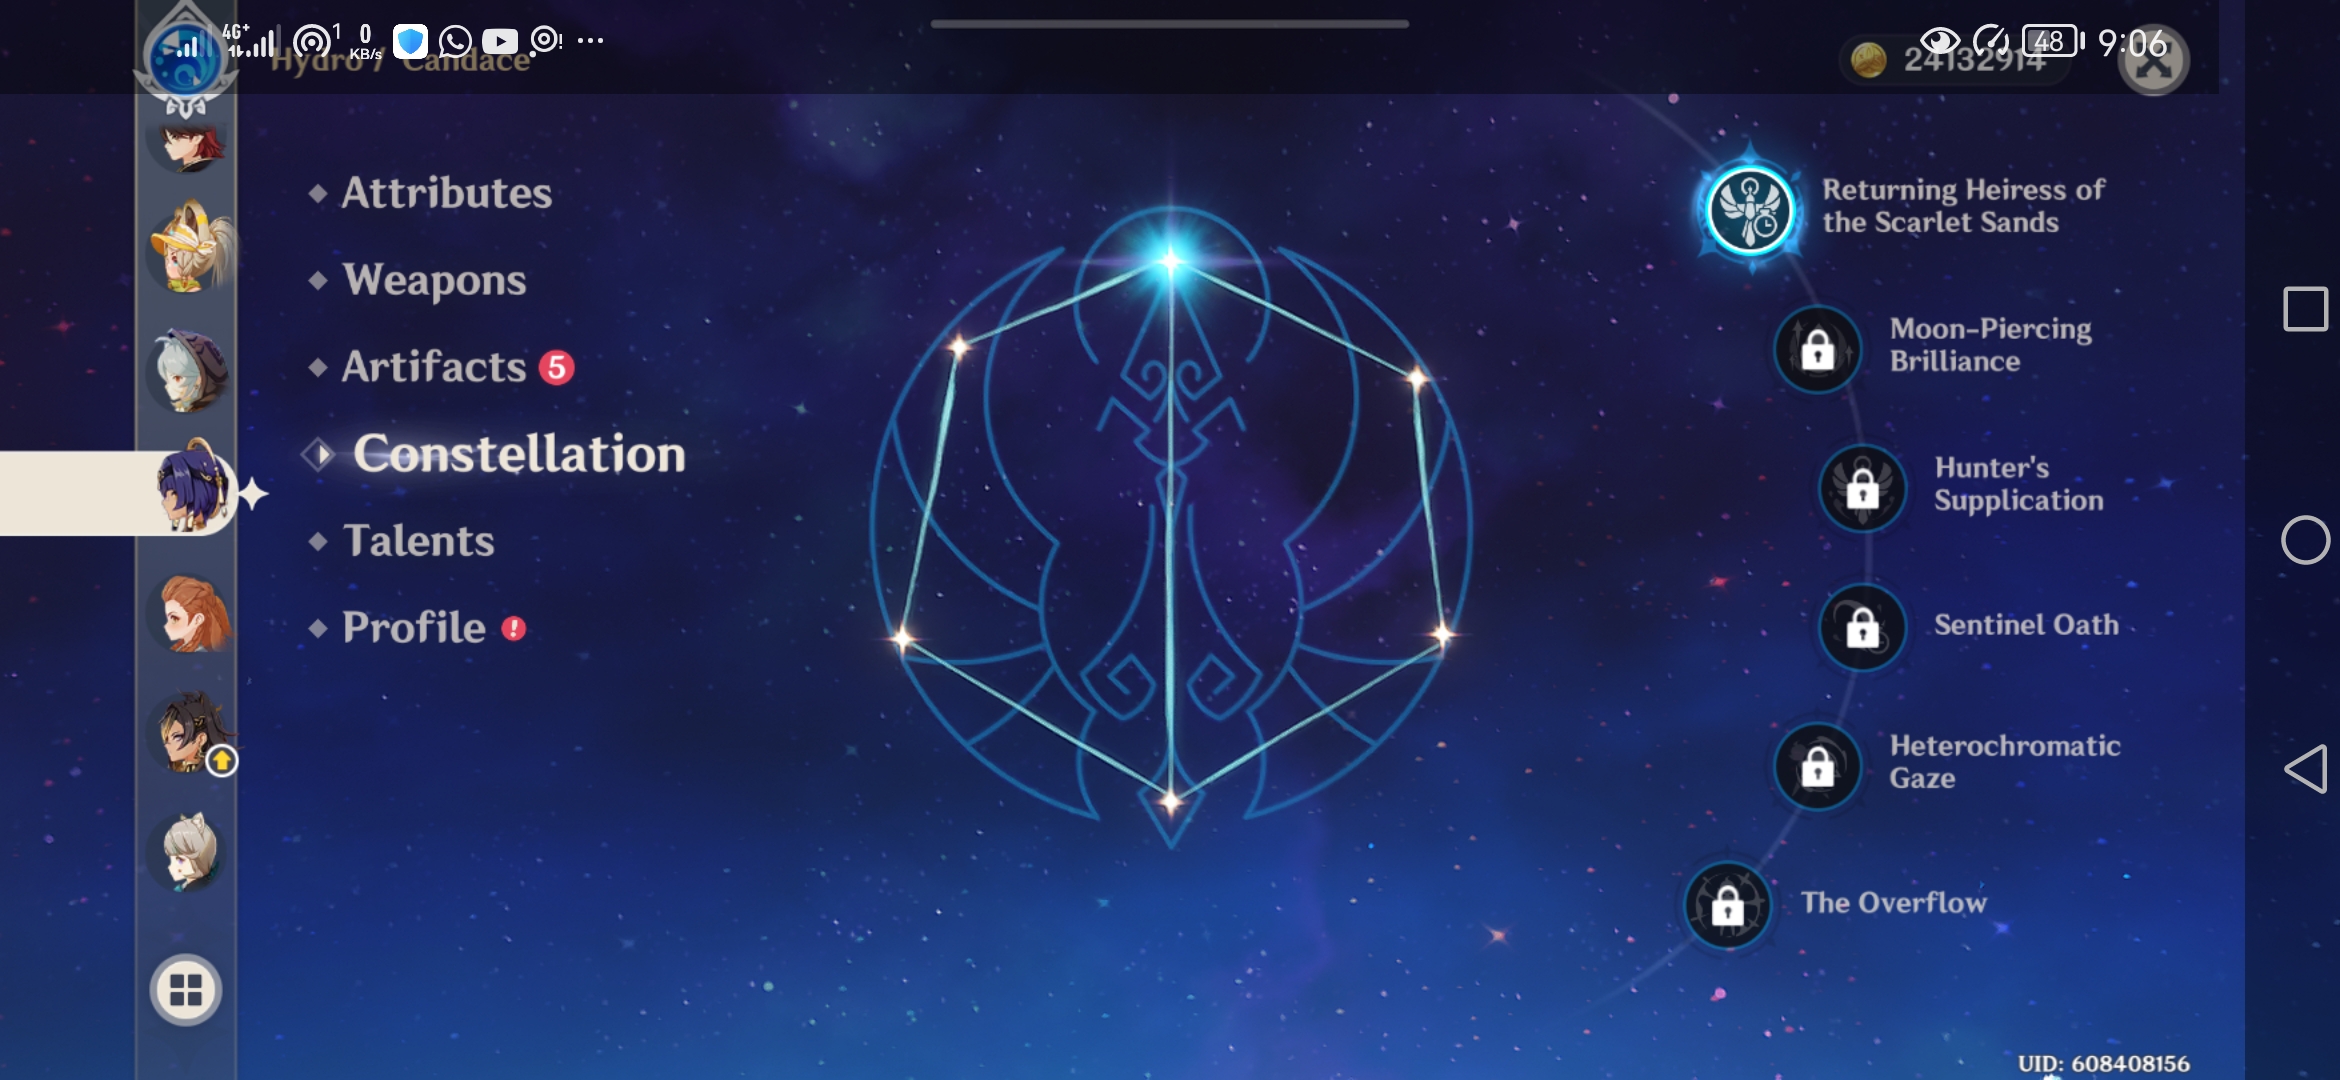 4G+
1
0
KB/s
48
9:06
Hydro / Candace
24132914
Attributes
Weapons
Artifacts 5
Constellation
Talents
Profile !
Returning Heiress of
the Scarlet Sands
Moon-Piercing
Brilliance
Hunter's
Supplication
Sentinel Oath
Heterochromatic
Gaze
The Overflow
UID: 608408156